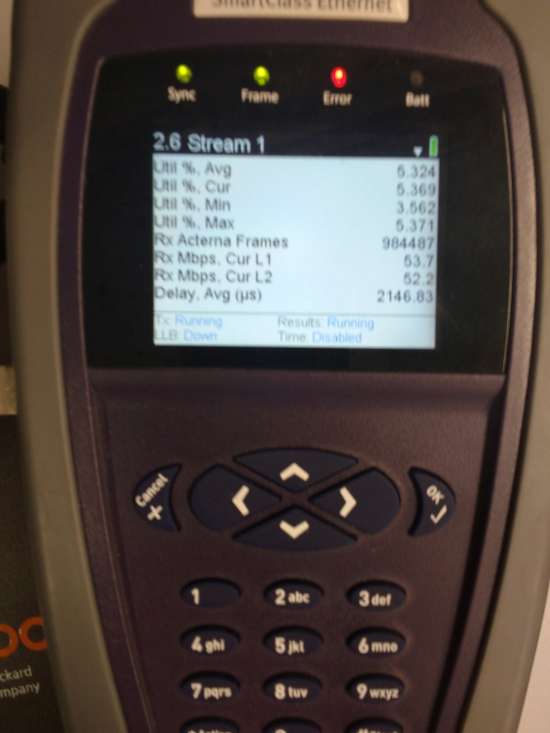 SmartClass Ethernet
Sync Frame Error Batt
2.6 Stream 1
Util %, Avg 5.324
Util %, Cur 5.369
Util %, Min 3.562
Util %, Max 5.371
Rx Acterna Frames 984487
Rx Mbps, Cur L1 53.7
Rx Mbps, Cur L2 52.2
Delay, Avg (µs) 2146.83
Tx: Running Results: Running
LLB: Down Time: Disabled
Cancel
OK
1 2 abc 3 def
4 ghi 5 jkl 6 mno
7 pqrs 8 tuv 9 wxyz